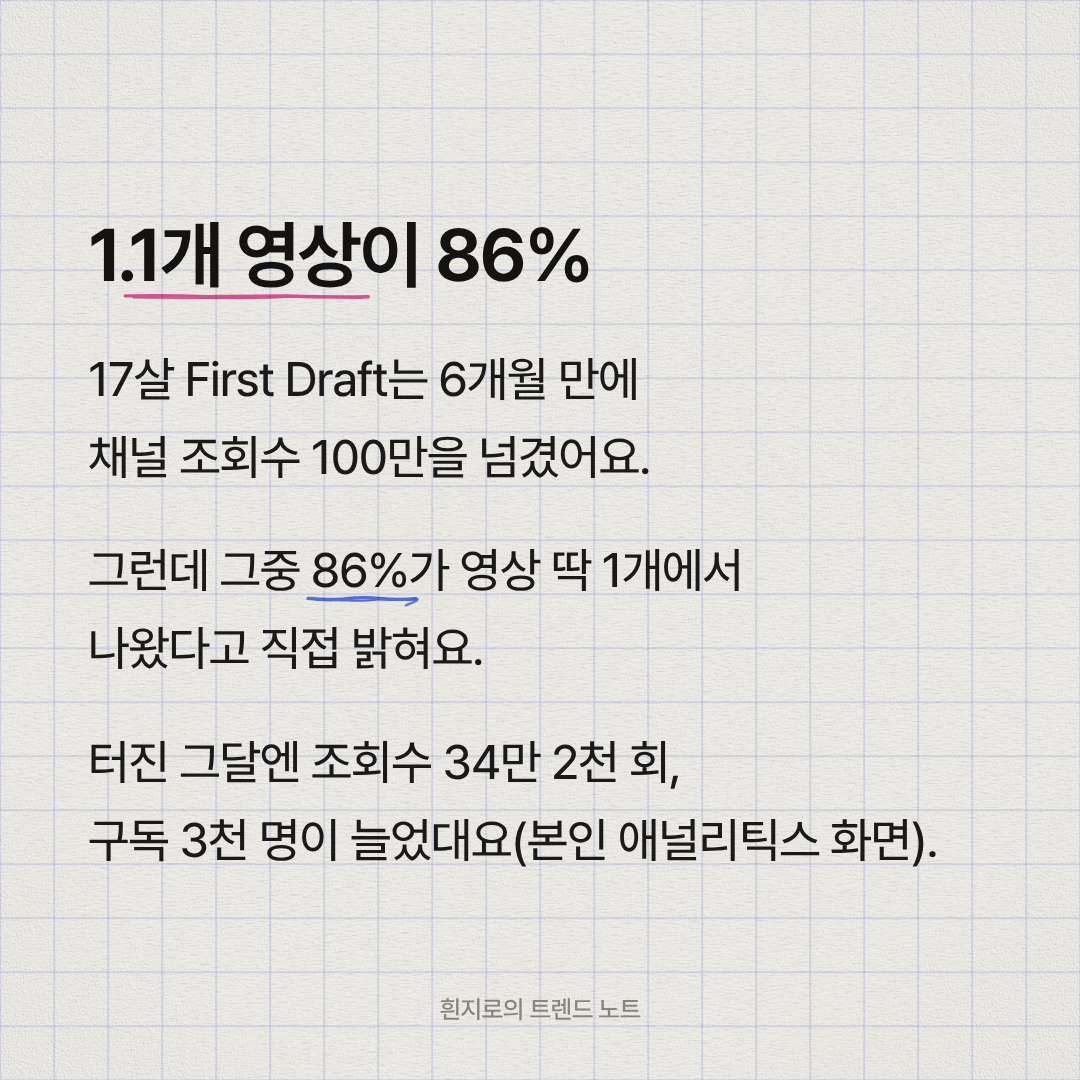 1.1개 영상이 86%
17살 First Draft는 6개월 만에
채널 조회수 100만을 넘겼어요.
그런데 그중 86%가 영상 딱 1개에서
나왔다고 직접 밝혀요.
터진 그달엔 조회수 34만 2천 회,
구독 3천 명이 늘었대요(본인 애널리틱스 화면).
흰지로의 트렌드 노트